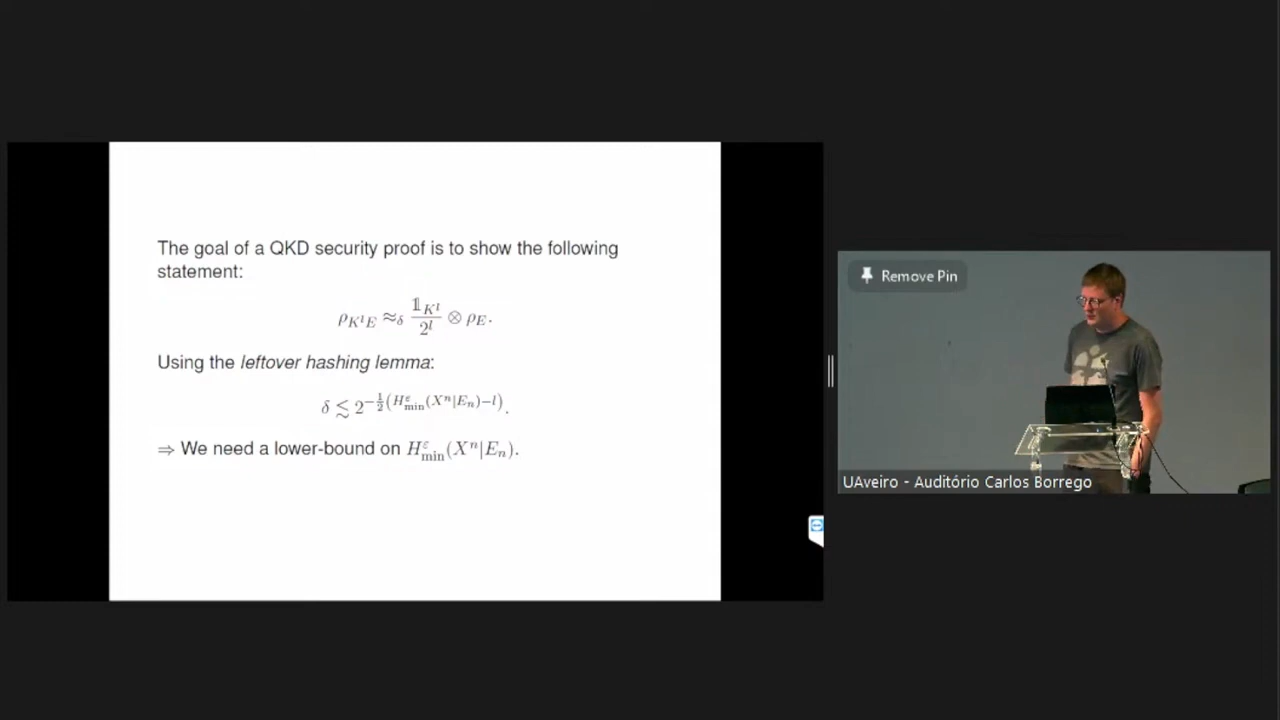 The goal of a QKD security proof is to show the following
statement:
ρ_{K^l E} ≈_δ 𝟙_{K^l} / 2^l ⊗ ρ_E.
Using the leftover hashing lemma:
δ ≲ 2^{-1/2 (H^ε_min(X^n|E_n) - l)}.
⇒ We need a lower-bound on H^ε_min(X^n|E_n).
Remove Pin
UAveiro - Auditório Carlos Borrego